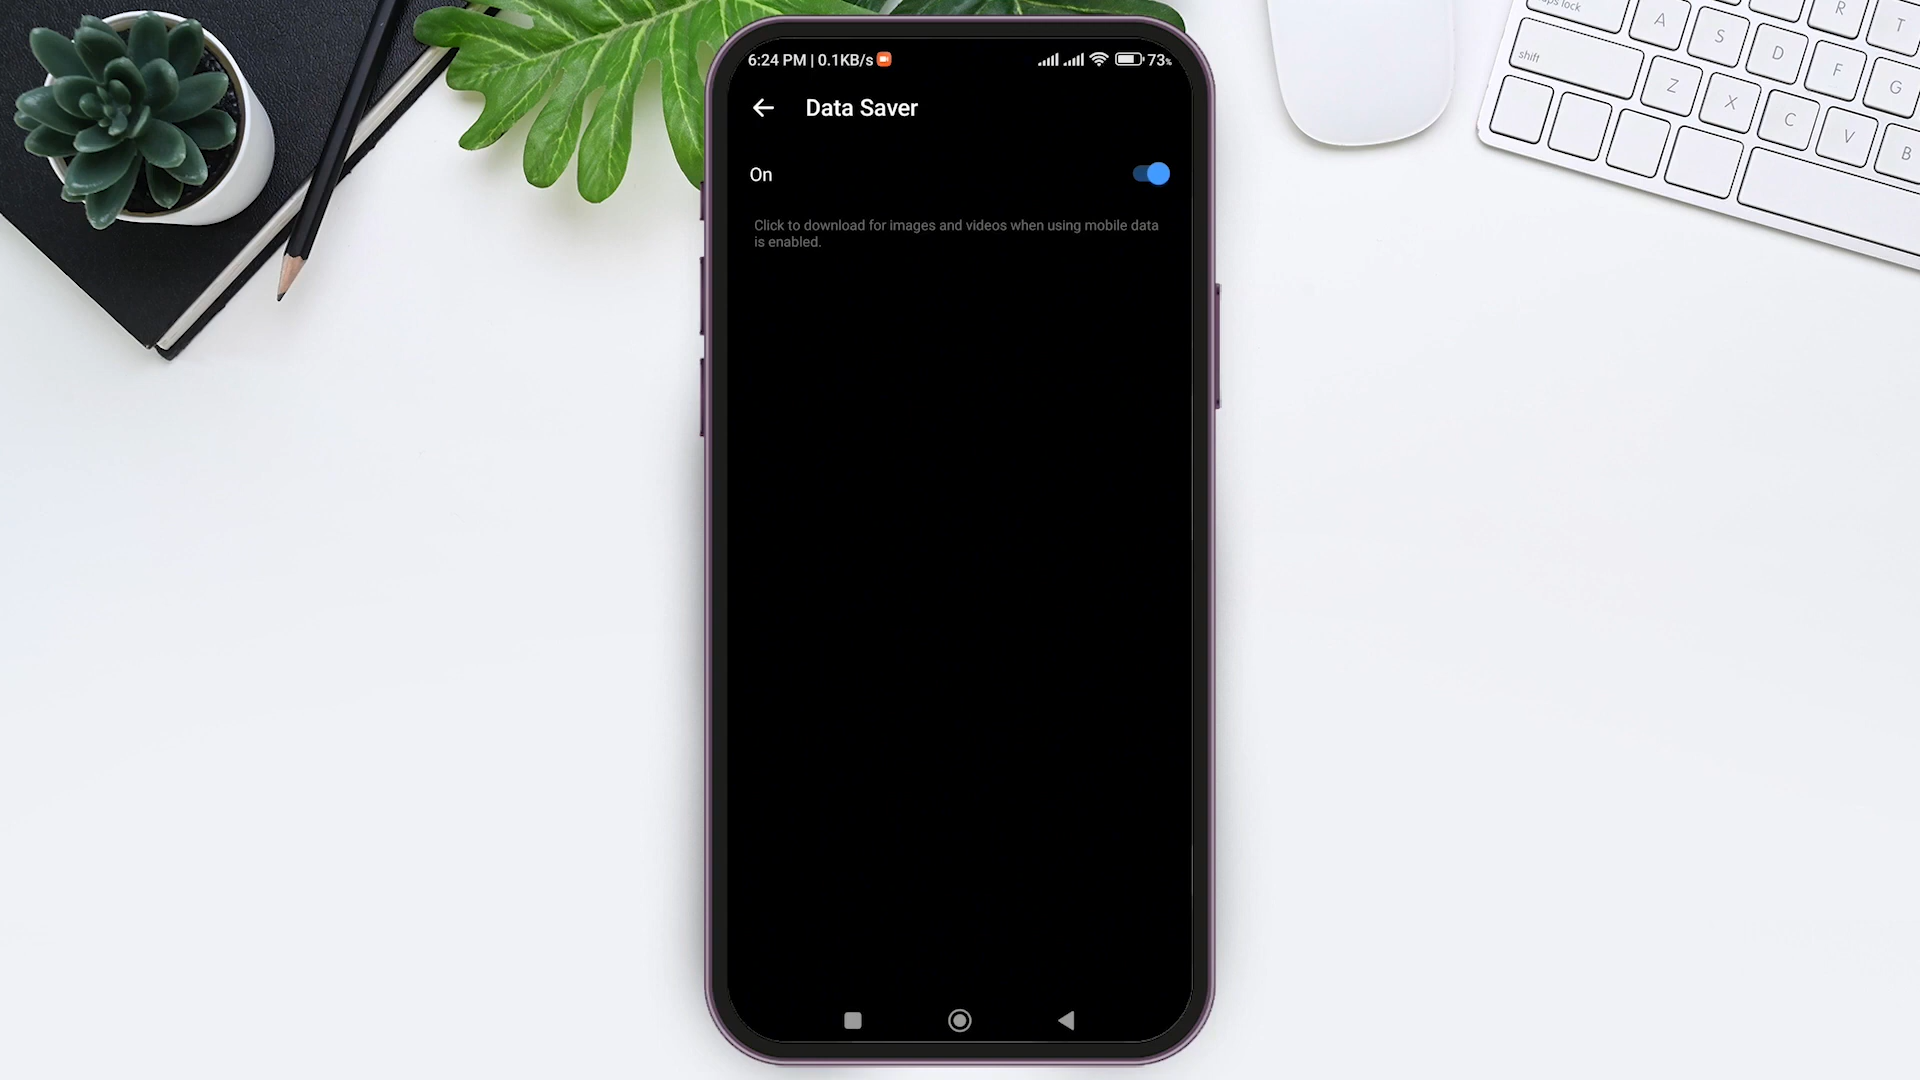 6:24 PM | 0.1KB/s 73%
Data Saver
On
Click to download for images and videos when using mobile data
is enabled.
R T
A S D F G
shift Z X C V B